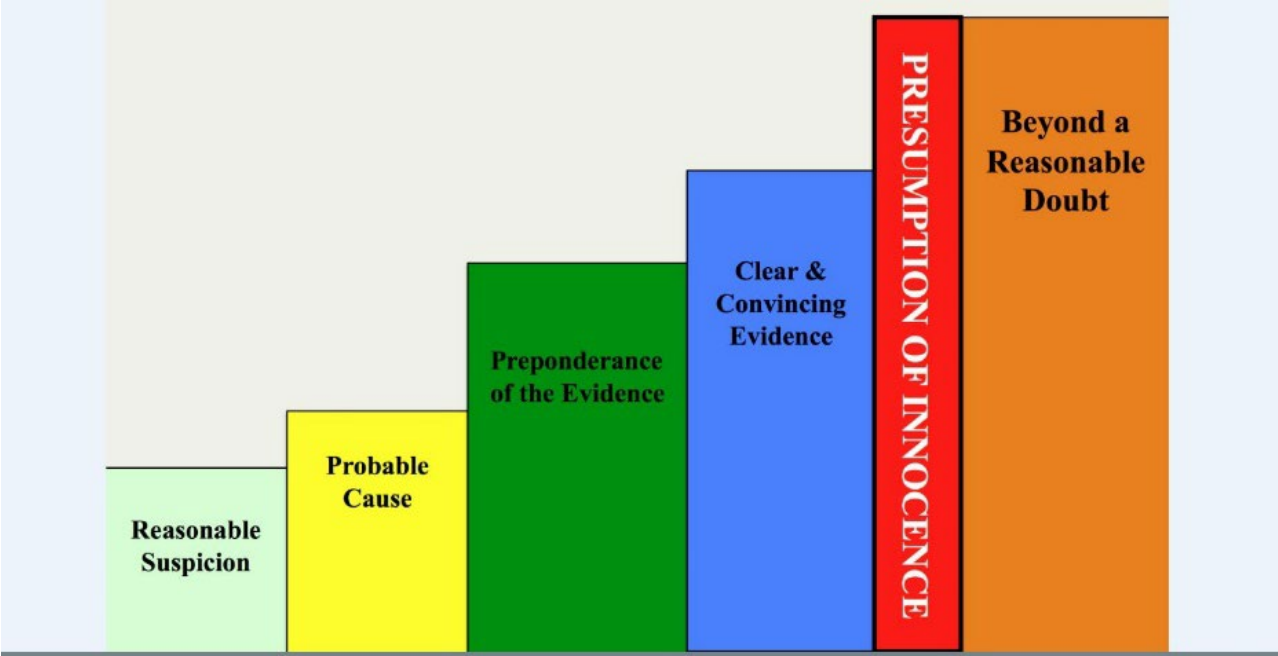 Reasonable
Suspicion
Probable
Cause
Preponderance
of the Evidence
Clear &
Convincing
Evidence
PRESUMPTION OF INNOCENCE
Beyond a
Reasonable
Doubt